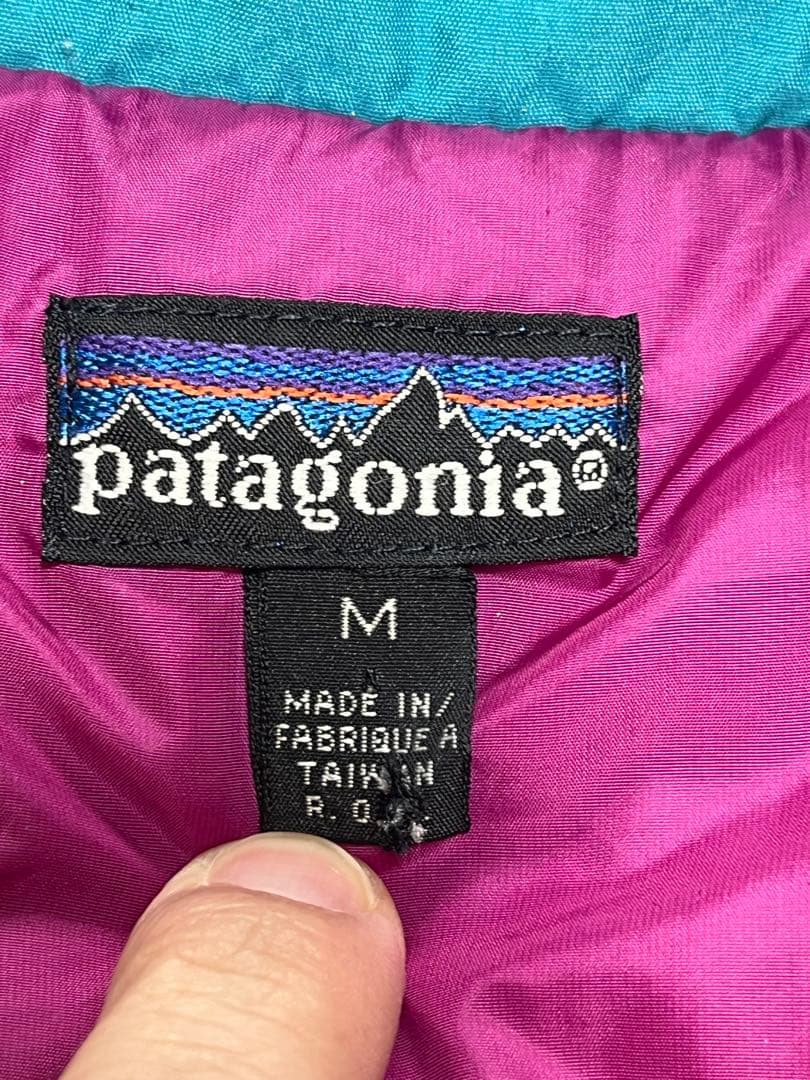 patagonia®
M
MADE IN/
FABRIQUE A
TAIWAN
R. O.